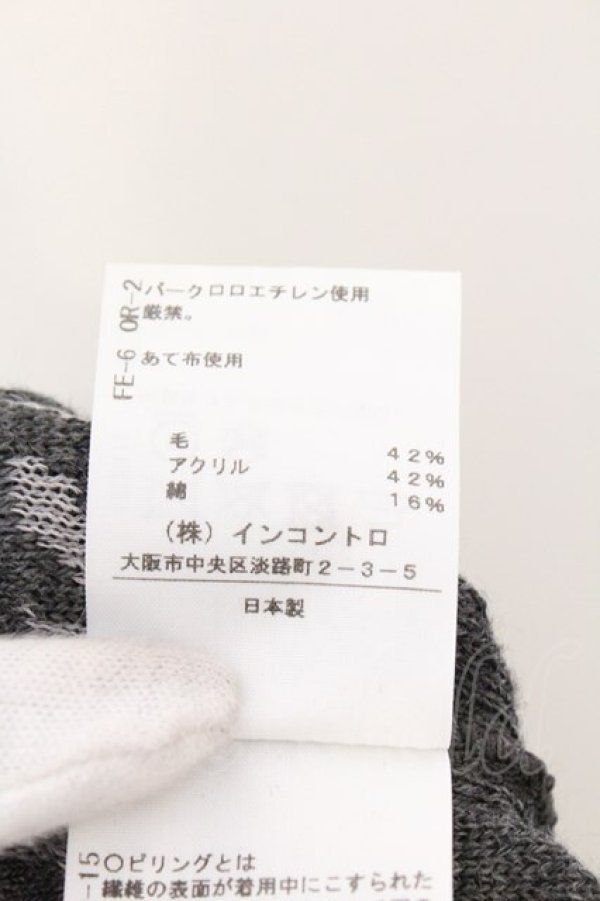 OR-2
パークロロエチレン使用
厳禁。
FE-6
あて布使用
毛 42%
アクリル 42%
綿 16%
(株)インコントロ
大阪市中央区淡路町2-3-5
日本製
-15
○ピリングとは
繊維の表面が着用中にこすられた